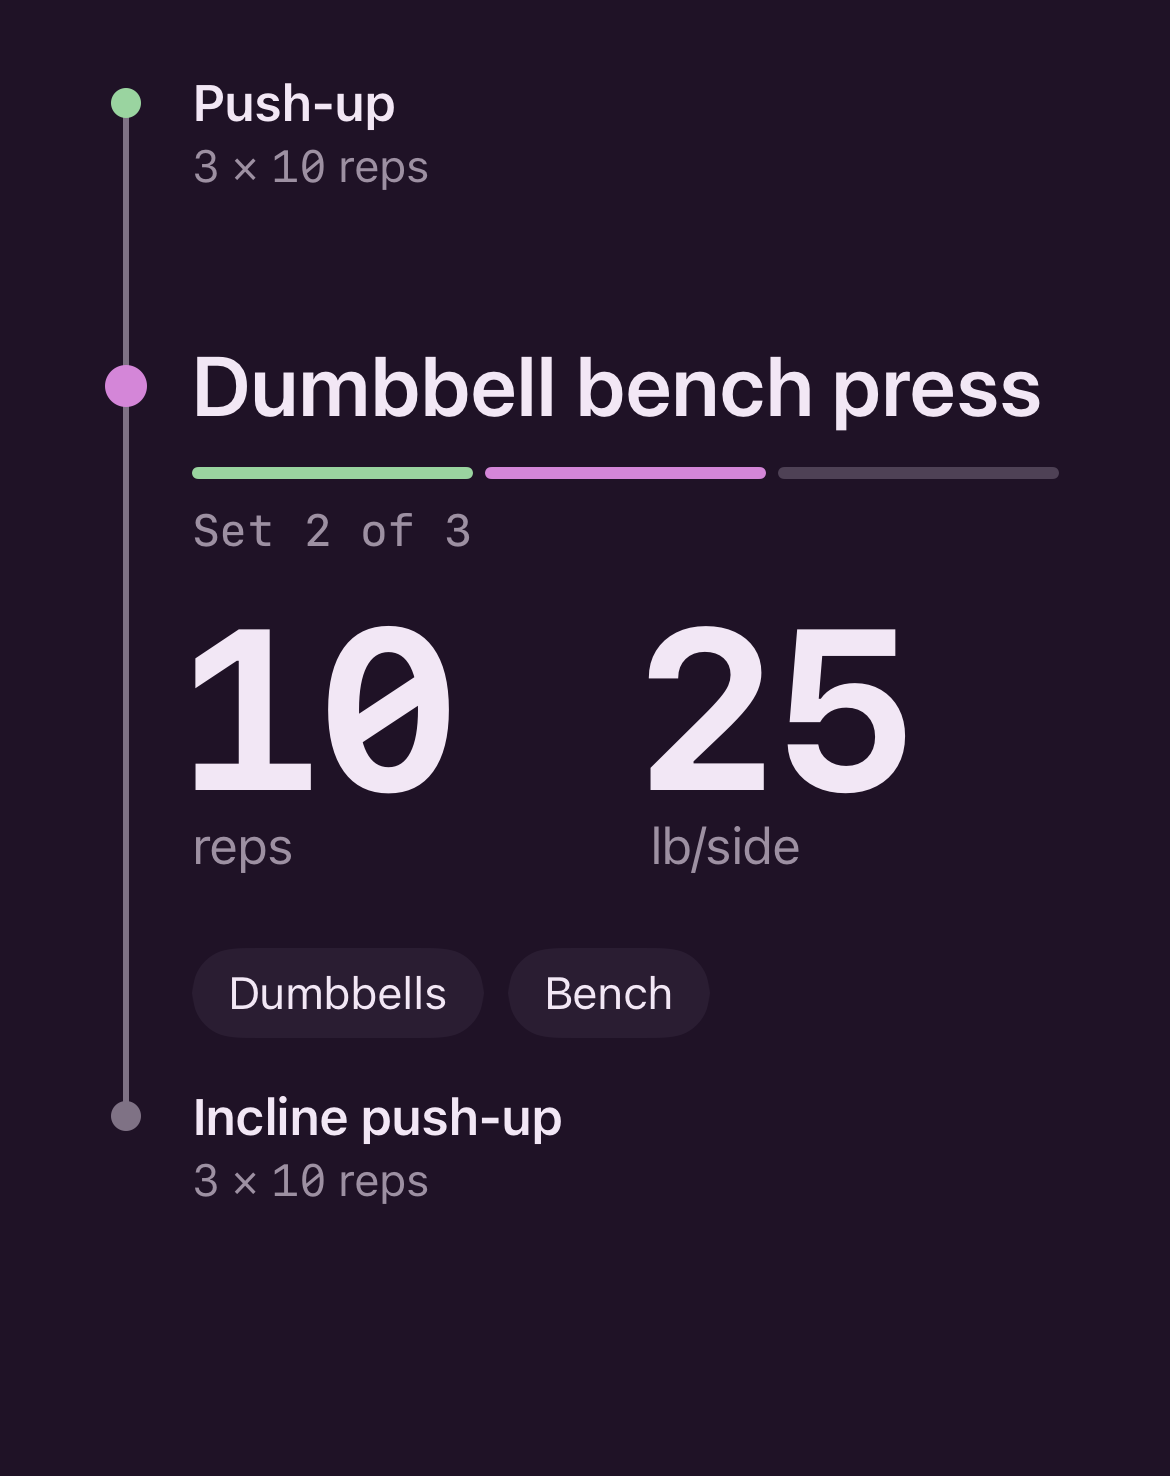 Push-up
3 × 10 reps
Dumbbell bench press
Set 2 of 3
10 25
reps lb/side
Dumbbells Bench
Incline push-up
3 × 10 reps